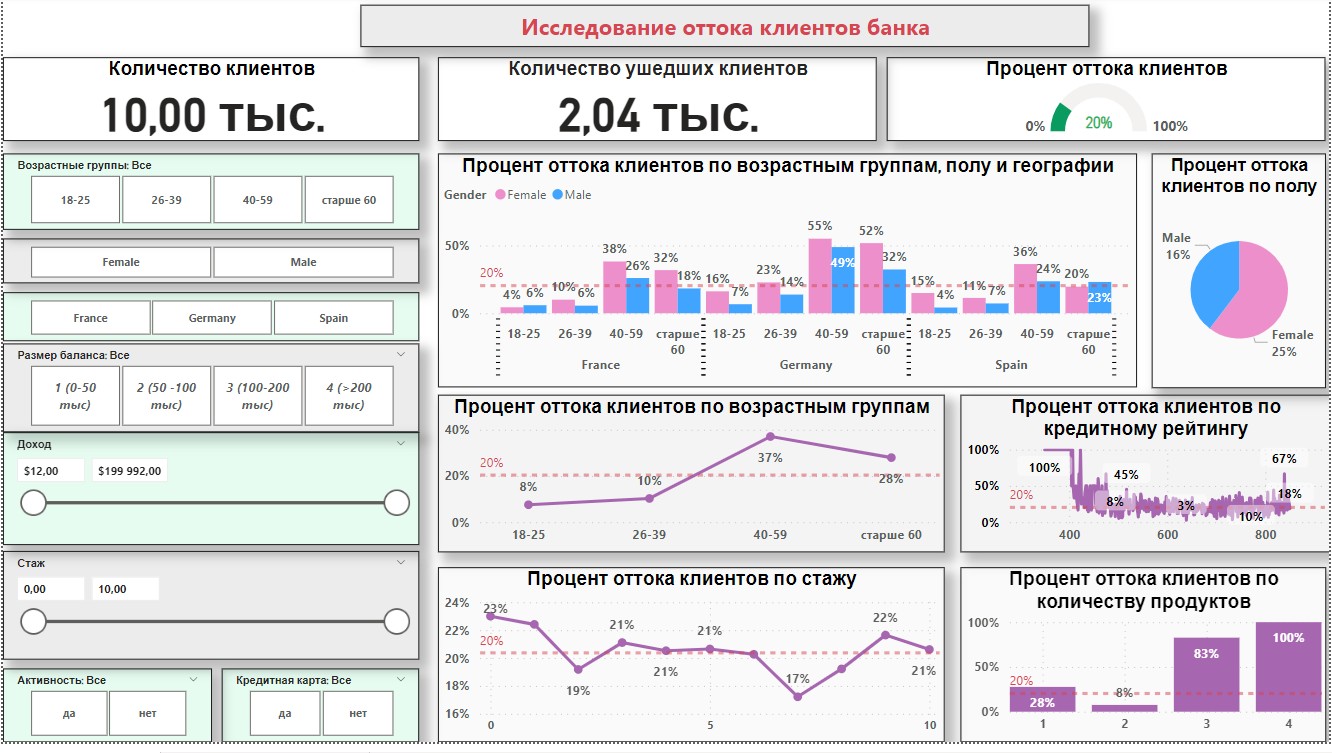 Исследование оттока клиентов банка
Количество клиентов
10,00 тыс.
Количество ушедших клиентов
2,04 тыс.
Процент оттока клиентов
0% 20% 100%
Возрастные группы: Все
18-25 26-39 40-59 старше 60
Female Male
France Germany Spain
Размер баланса: Все
1 (0-50 тыс) 2 (50 -100 тыс) 3 (100-200 тыс) 4 (>200 тыс)
Доход
$12,00 $199 992,00
Стаж
0,00 10,00
Активность: Все
да нет
Кредитная карта: Все
да нет
Процент оттока клиентов по возрастным группам, полу и географии
Gender Female Male
50%
20%
0%
4% 6% 10% 6% 38% 26% 32% 18% 16% 7% 23% 14% 55% 49% 52% 32% 15% 4% 11% 7% 36% 24% 20% 23%
18-25 26-39 40-59 старше 60 18-25 26-39 40-59 старше 60 18-25 26-39 40-59 старше 60
France Germany Spain
Процент оттока
клиентов по полу
Male
16%
Female
25%
Процент оттока клиентов по возрастным группам
40%
20%
20%
0%
8% 10% 37% 28%
18-25 26-39 40-59 старше 60
Процент оттока клиентов по
кредитному рейтингу
100%
50%
20%
0%
100% 8% 45% 3% 10% 67% 18%
400 600 800
Процент оттока клиентов по стажу
24%
22%
20%
20%
18%
16%
23% 19% 21% 21% 21% 17% 22% 21%
0 5 10
Процент оттока клиентов по
количеству продуктов
100%
50%
20%
0%
28% 8% 83% 100%
1 2 3 4